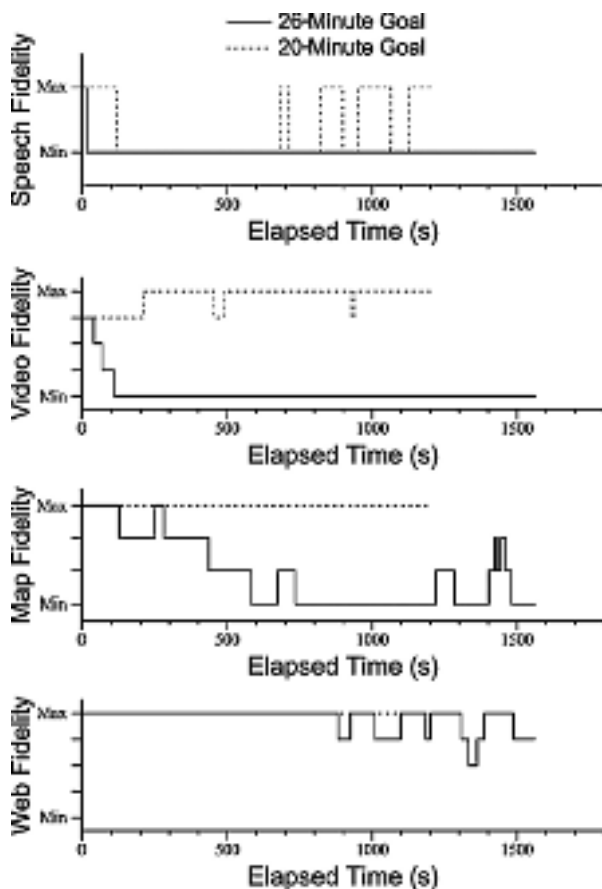 26-Minute Goal
20-Minute Goal
Speech Fidelity
Max
Min
0 500 1000 1500
Elapsed Time (s)
Video Fidelity
Max
Min
0 500 1000 1500
Elapsed Time (s)
Map Fidelity
Max
Min
0 500 1000 1500
Elapsed Time (s)
Web Fidelity
Max
Min
0 500 1000 1500
Elapsed Time (s)